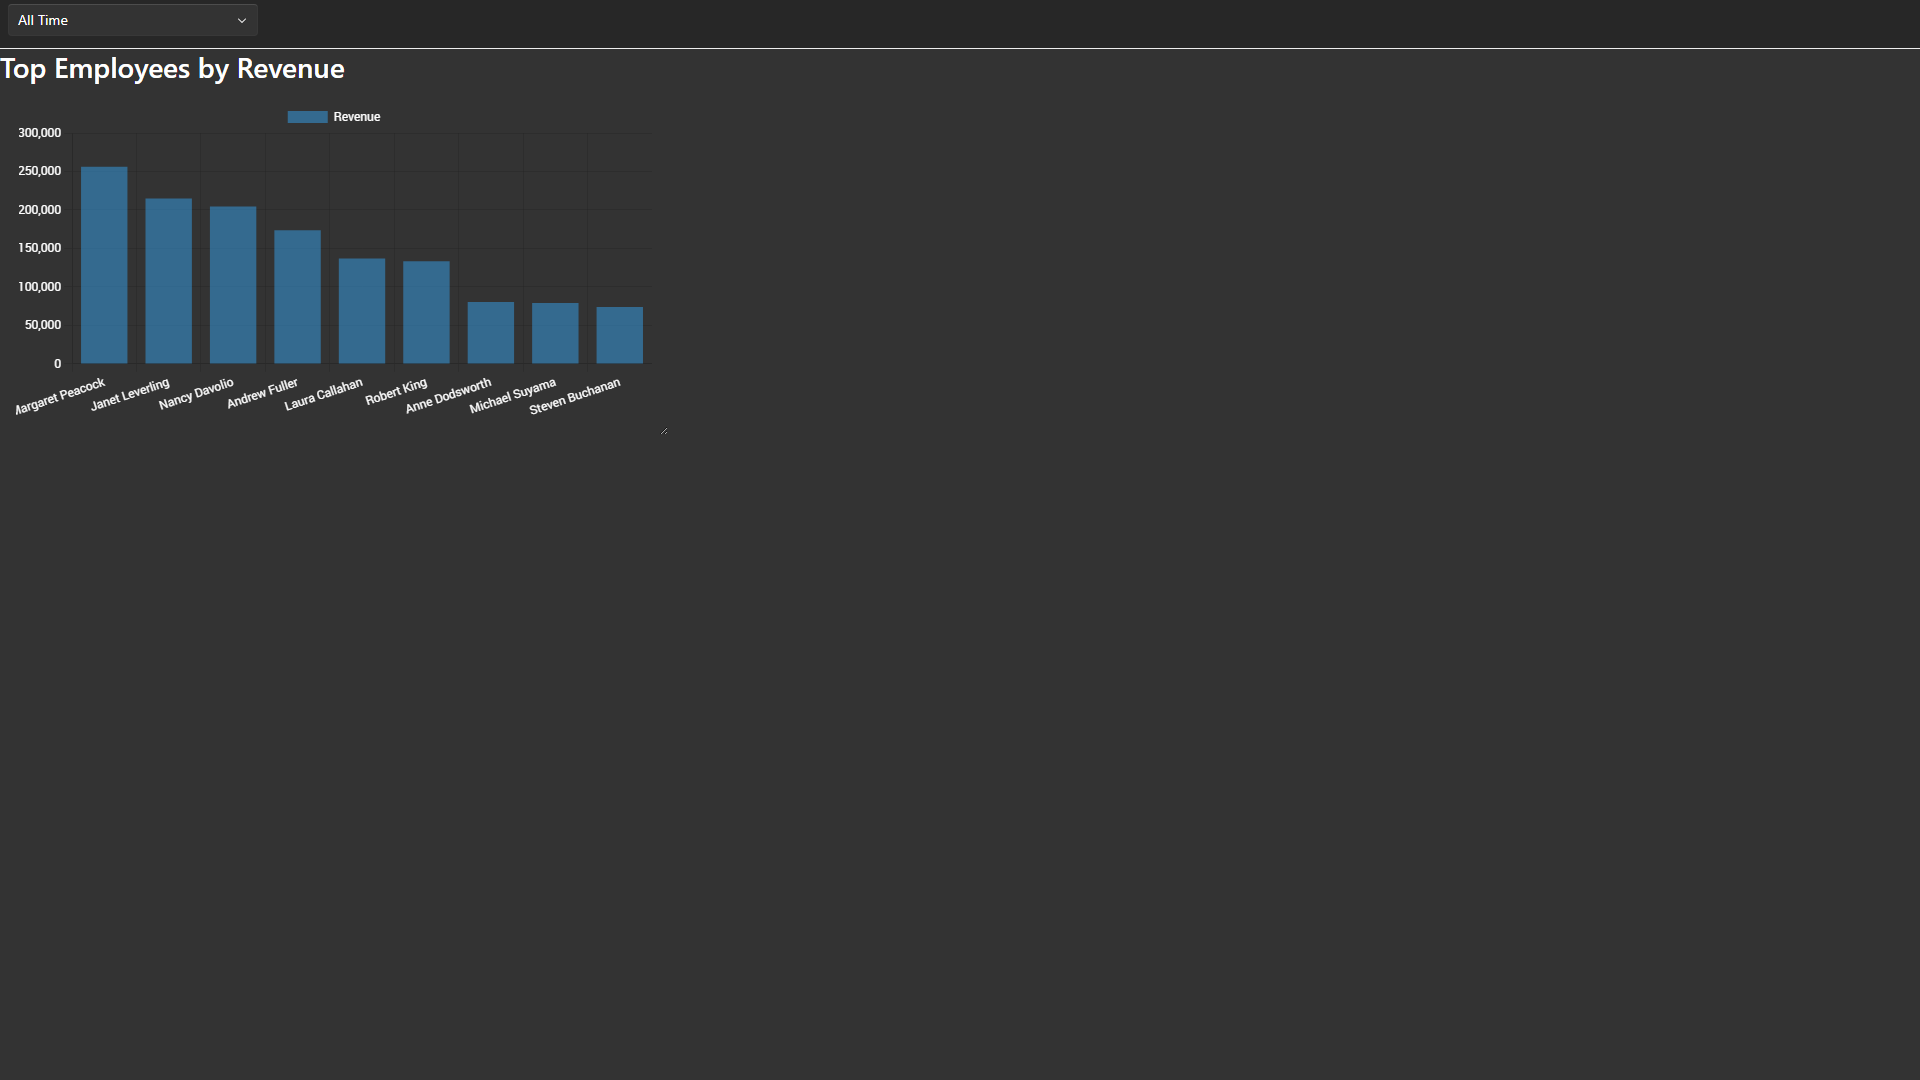 All Time
Top Employees by Revenue
Revenue
300,000
250,000
200,000
150,000
100,000
50,000
0
Peacock
Janet Leverling
Nancy Davolio
Andrew Fuller
Laura Callahan
Robert King
Anne Dodsworth
Michael Suyama
Steven Buchanan